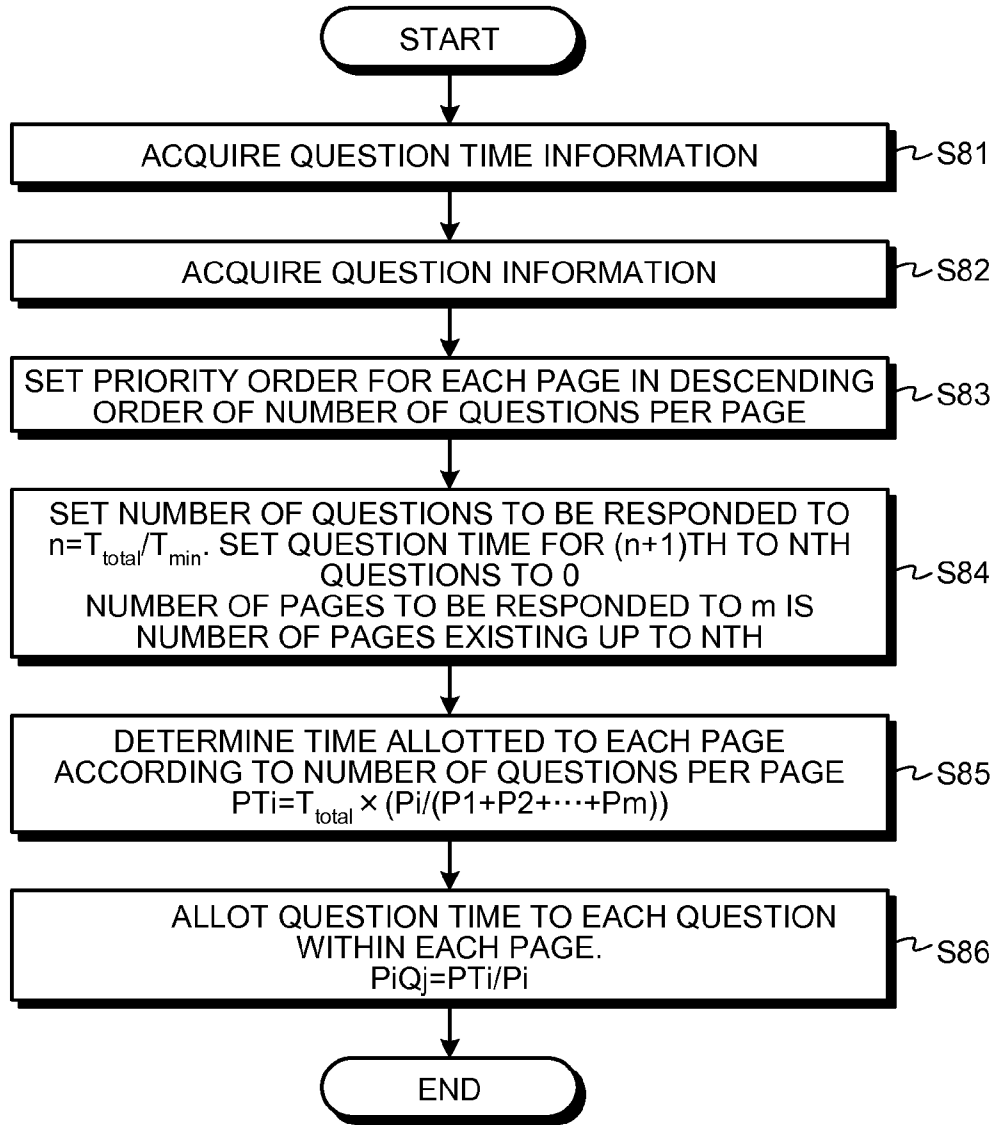 START
ACQUIRE QUESTION TIME INFORMATION
S81
ACQUIRE QUESTION INFORMATION
S82
SET PRIORITY ORDER FOR EACH PAGE IN DESCENDING
ORDER OF NUMBER OF QUESTIONS PER PAGE
S83
SET NUMBER OF QUESTIONS TO BE RESPONDED TO
n=Ttotal/Tmin. SET QUESTION TIME FOR (n+1)TH TO NTH
QUESTIONS TO 0
NUMBER OF PAGES TO BE RESPONDED TO m IS
NUMBER OF PAGES EXISTING UP TO NTH
S84
DETERMINE TIME ALLOTTED TO EACH PAGE
ACCORDING TO NUMBER OF QUESTIONS PER PAGE
PTi=Ttotal×(Pi/(P1+P2+⋯+Pm))
S85
ALLOT QUESTION TIME TO EACH QUESTION
WITHIN EACH PAGE.
PiQj=PTi/Pi
S86
END